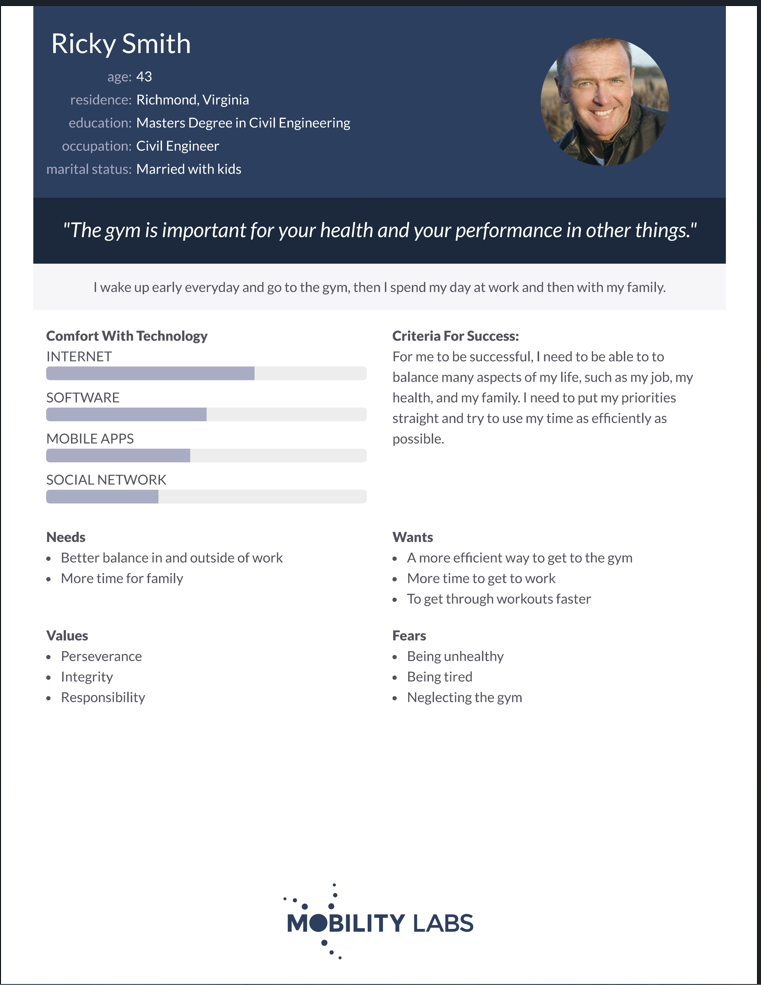 Ricky Smith
age: 43
residence: Richmond, Virginia
education: Masters Degree in Civil Engineering
occupation: Civil Engineer
marital status: Married with kids
"The gym is important for your health and your performance in other things."
I wake up early everyday and go to the gym, then I spend my day at work and then with my family.
Comfort With Technology
INTERNET
SOFTWARE
MOBILE APPS
SOCIAL NETWORK
Criteria For Success:
For me to be successful, I need to be able to to
balance many aspects of my life, such as my job, my
health, and my family. I need to put my priorities
straight and try to use my time as efficiently as
possible.
Needs
• Better balance in and outside of work
• More time for family
Wants
• A more efficient way to get to the gym
• More time to get to work
• To get through workouts faster
Values
• Perseverance
• Integrity
• Responsibility
Fears
• Being unhealthy
• Being tired
• Neglecting the gym
MOBILITY LABS